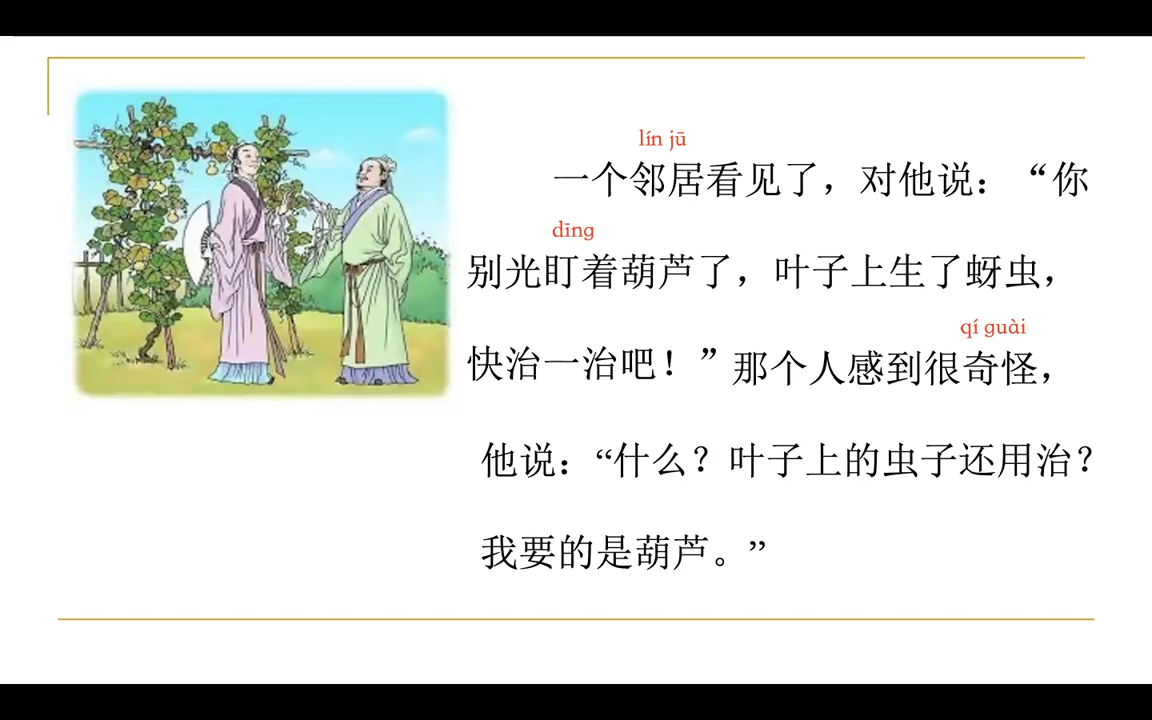 lín jū
一个邻居看见了，对他说：“你
dīng
别光盯着葫芦了，叶子上生了蚜虫，
qí guài
快治一治吧！”那个人感到很奇怪，
他说：“什么？叶子上的虫子还用治？
我要的是葫芦。”